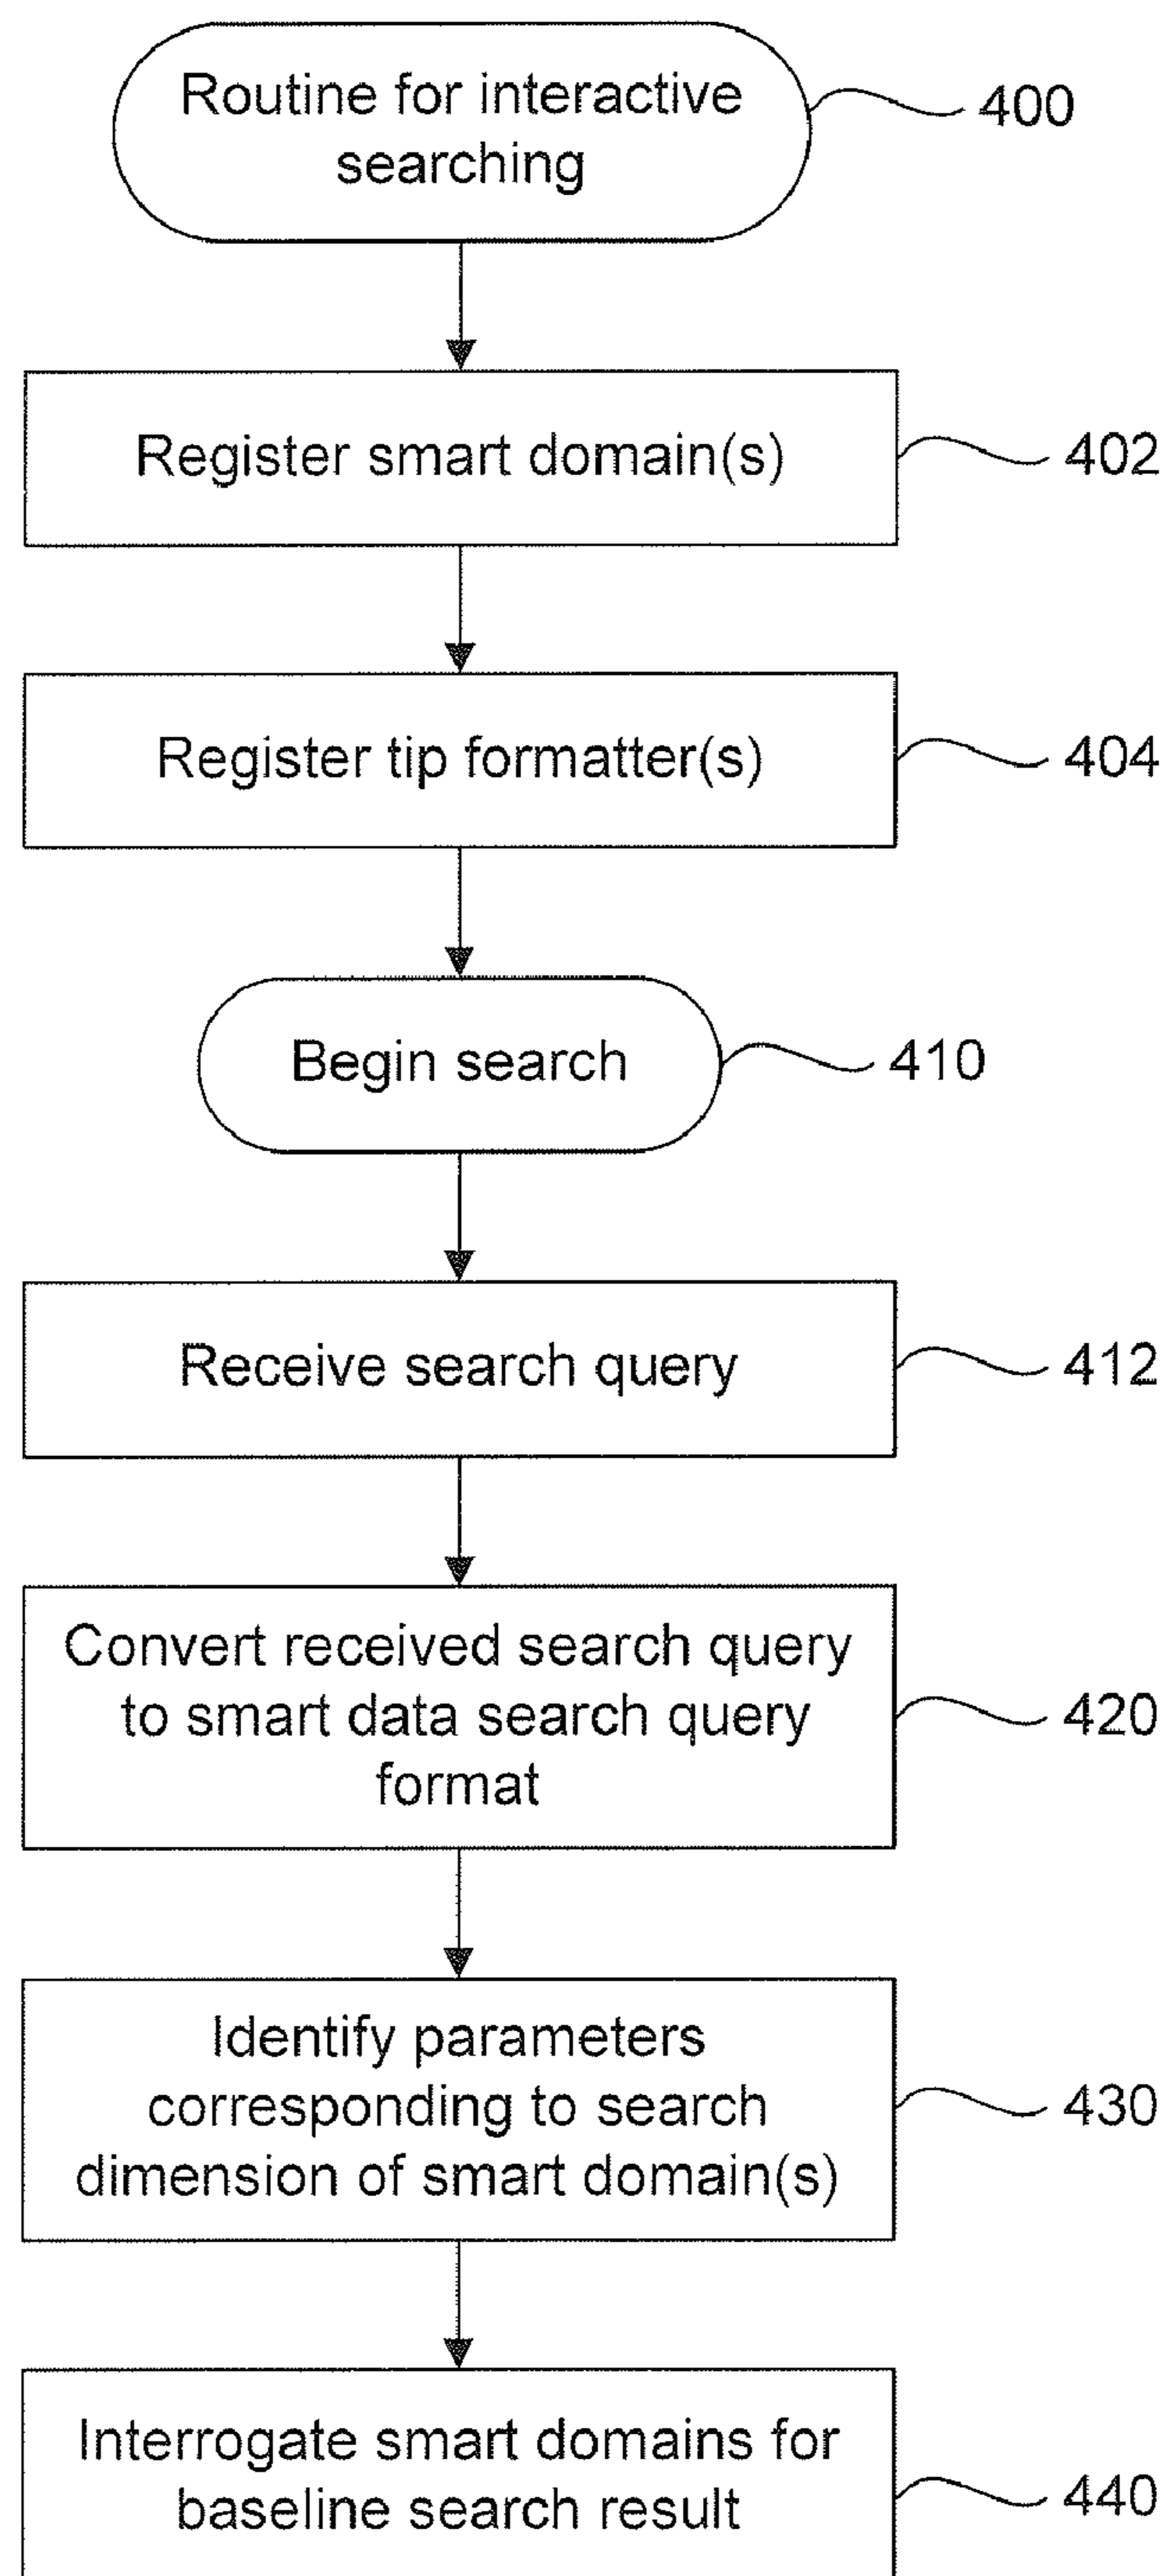 Routine for interactive
searching
400
Register smart domain(s)
402
Register tip formatter(s)
404
Begin search
410
Receive search query
412
Convert received search query
to smart data search query
format
420
Identify parameters
corresponding to search
dimension of smart domain(s)
430
Interrogate smart domains for
baseline search result
440